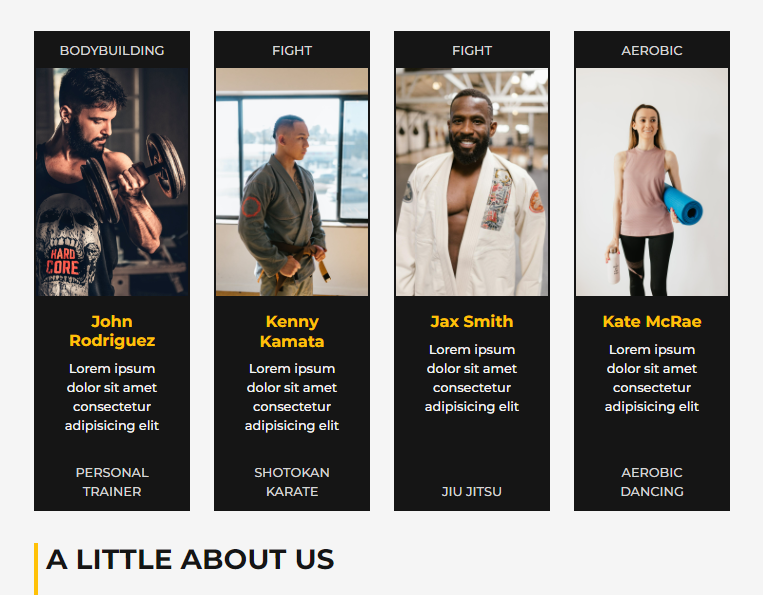 BODYBUILDING
HARD
CORE
John
Rodriguez
Lorem ipsum
dolor sit amet
consectetur
adipisicing elit
PERSONAL
TRAINER
FIGHT
Kenny
Kamata
Lorem ipsum
dolor sit amet
consectetur
adipisicing elit
SHOTOKAN
KARATE
FIGHT
Jax Smith
Lorem ipsum
dolor sit amet
consectetur
adipisicing elit
JIU JITSU
AEROBIC
Kate McRae
Lorem ipsum
dolor sit amet
consectetur
adipisicing elit
AEROBIC
DANCING
A LITTLE ABOUT US